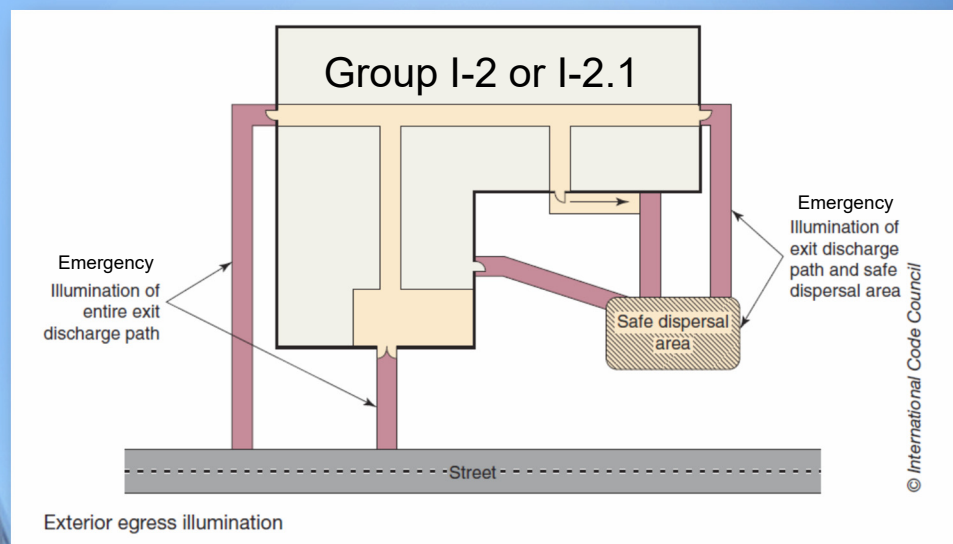 Group I-2 or I-2.1
Emergency
Illumination of
entire exit
discharge path
Emergency
Illumination of
exit discharge
path and safe
dispersal area
Safe dispersal
area
Street
© International Code Council
Exterior egress illumination